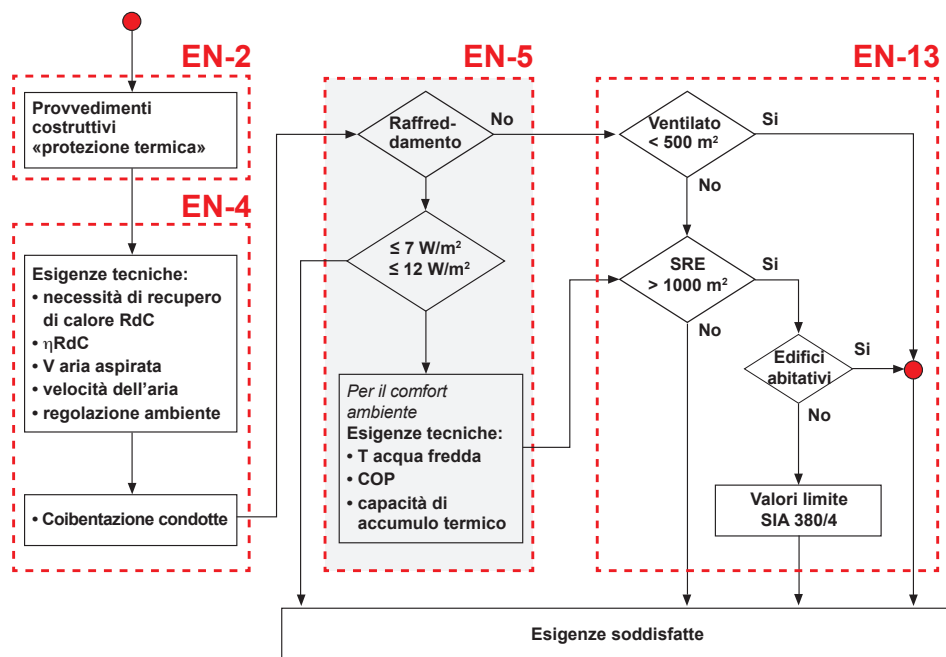 EN-2
Provvedimenti
costruttivi
«protezione termica»
EN-4
Esigenze tecniche:
• necessità di recupero
di calore RdC
• ηRdC
• V aria aspirata
• velocità dell'aria
• regolazione ambiente
• Coibentazione condotte
EN-5
Raffred-
damento
No
≤ 7 W/m²
≤ 12 W/m²
Per il comfort
ambiente
Esigenze tecniche:
• T acqua fredda
• COP
• capacità di
accumulo termico
EN-13
Ventilato
< 500 m²
Si
No
SRE
> 1000 m²
Si
No
Edifici
abitativi
Si
No
Valori limite
SIA 380/4
Esigenze soddisfatte